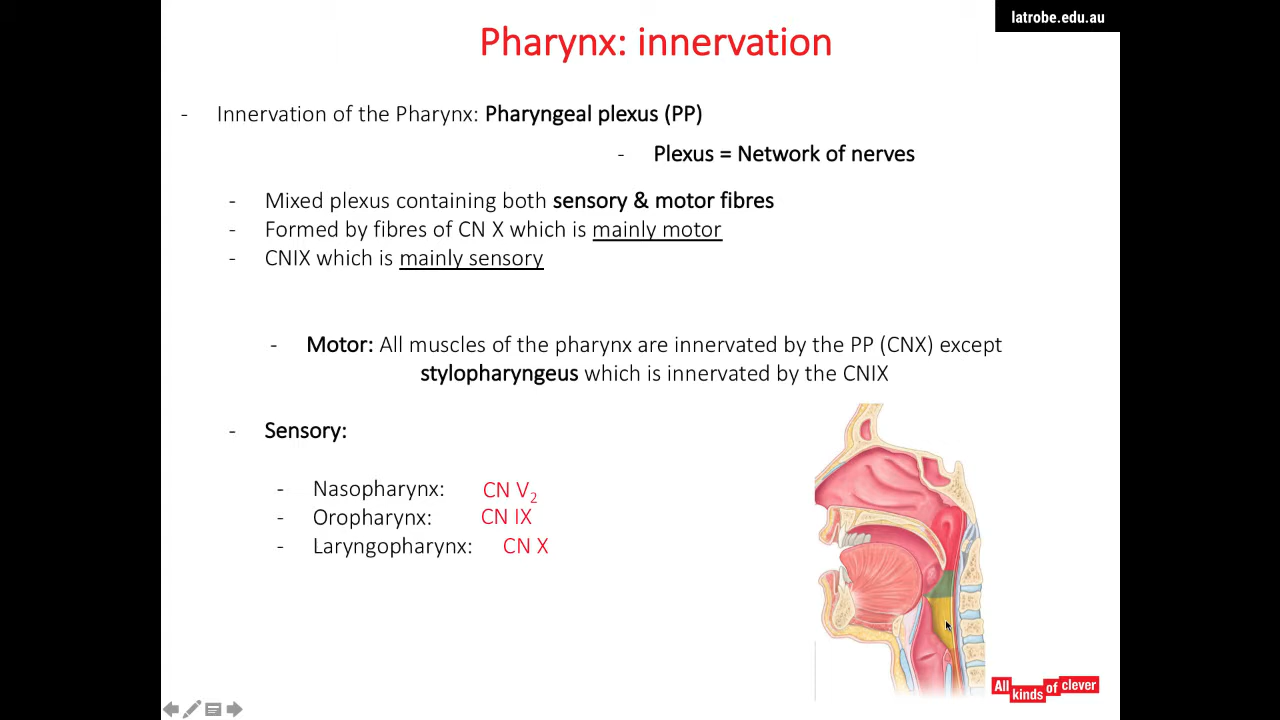 latrobe.edu.au
Pharynx: innervation
- Innervation of the Pharynx: Pharyngeal plexus (PP)
- Plexus = Network of nerves
- Mixed plexus containing both sensory & motor fibres
- Formed by fibres of CN X which is mainly motor
- CNIX which is mainly sensory
- Motor: All muscles of the pharynx are innervated by the PP (CNX) except
stylopharyngeus which is innervated by the CNIX
- Sensory:
- Nasopharynx: CN V2
- Oropharynx: CN IX
- Laryngopharynx: CN X
All kinds of clever